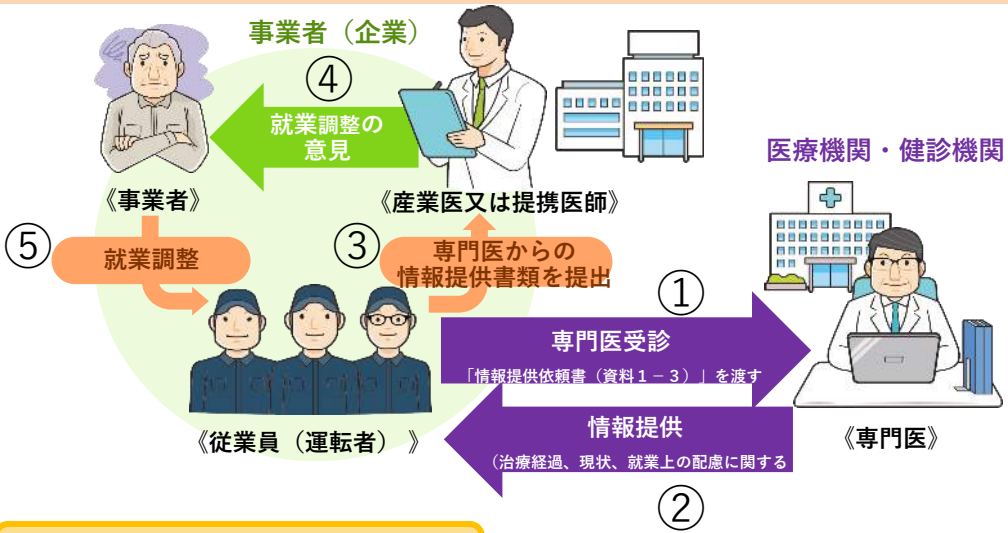 事業者（企業）
④
就業調整の
意見
医療機関・健診機関
《事業者》
《産業医又は提携医師》
⑤
就業調整
③
専門医からの
情報提供書類を提出
①
専門医受診
「情報提供依頼書（資料１－３）」を渡す
情報提供
（治療経過、現状、就業上の配慮に関する
②
《従業員（運転者） 》
《専門医》